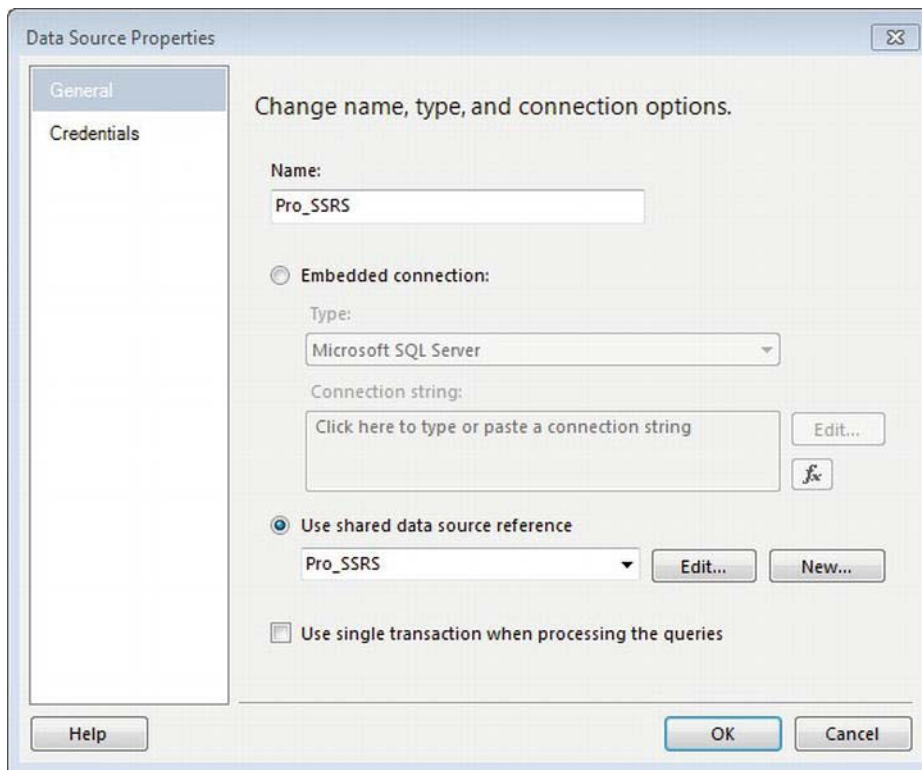 Data Source Properties
General
Credentials
Change name, type, and connection options.
Name:
Pro_SSRS
Embedded connection:
Type:
Microsoft SQL Server
Connection string:
Click here to type or paste a connection string
Edit...
fx
Use shared data source reference
Pro_SSRS
Edit...
New...
Use single transaction when processing the queries
Help
OK
Cancel